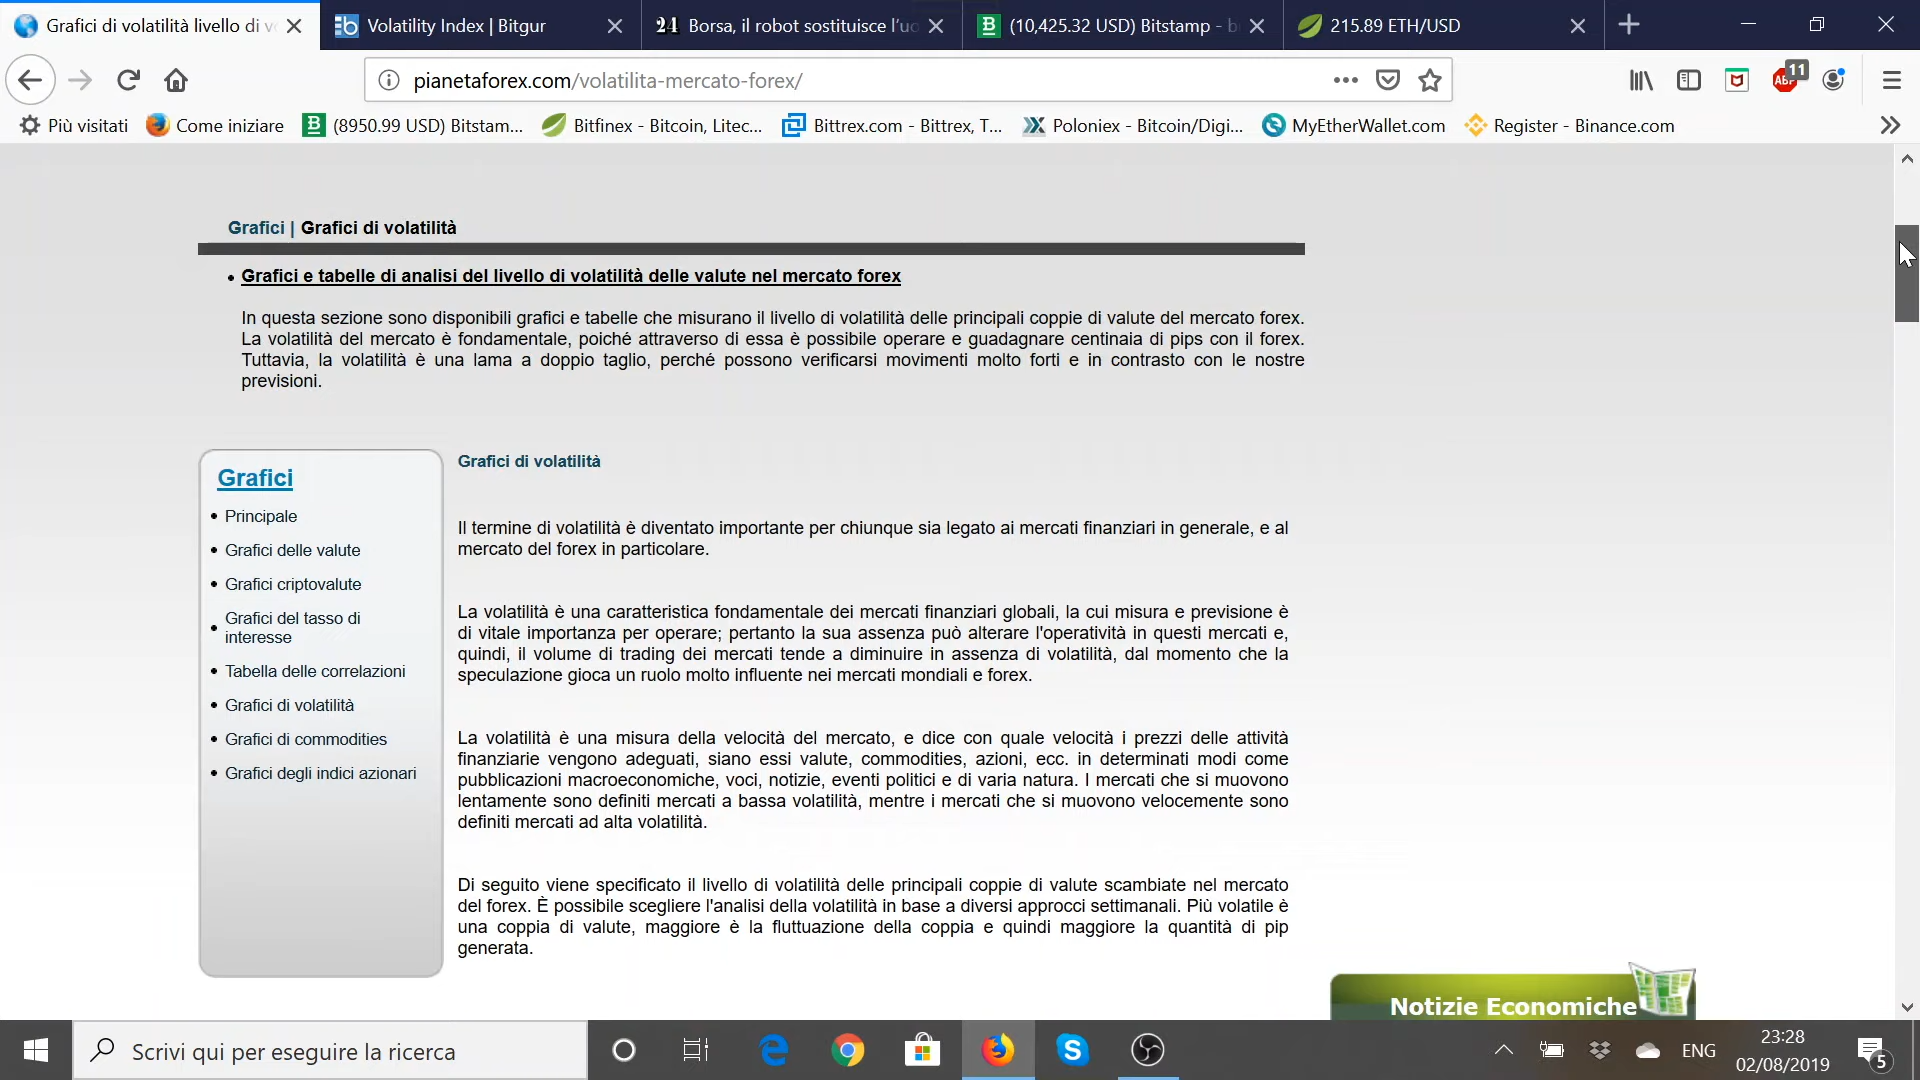 Grafici di volatilità livello di v
Volatility Index | Bitgur
24 Borsa, il robot sostituisce l'uo
B (10,425.32 USD) Bitstamp - b
215.89 ETH/USD
pianetaforex.com/volatilita-mercato-forex/
ABP 11
Più visitati
Come iniziare
B (8950.99 USD) Bitstam...
Bitfinex - Bitcoin, Litec...
Bittrex.com - Bittrex, T...
Poloniex - Bitcoin/Digi...
MyEtherWallet.com
Register - Binance.com
Grafici | Grafici di volatilità
Grafici e tabelle di analisi del livello di volatilità delle valute nel mercato forex
In questa sezione sono disponibili grafici e tabelle che misurano il livello di volatilità delle principali coppie di valute del mercato forex.
La volatilità del mercato è fondamentale, poiché attraverso di essa è possibile operare e guadagnare centinaia di pips con il forex.
Tuttavia, la volatilità è una lama a doppio taglio, perché possono verificarsi movimenti molto forti e in contrasto con le nostre
previsioni.
Grafici
Principale
Grafici delle valute
Grafici criptovalute
Grafici del tasso di
interesse
Tabella delle correlazioni
Grafici di volatilità
Grafici di commodities
Grafici degli indici azionari
Grafici di volatilità
Il termine di volatilità è diventato importante per chiunque sia legato ai mercati finanziari in generale, e al
mercato del forex in particolare.
La volatilità è una caratteristica fondamentale dei mercati finanziari globali, la cui misura e previsione è
di vitale importanza per operare; pertanto la sua assenza può alterare l'operatività in questi mercati e,
quindi, il volume di trading dei mercati tende a diminuire in assenza di volatilità, dal momento che la
speculazione gioca un ruolo molto influente nei mercati mondiali e forex.
La volatilità è una misura della velocità del mercato, e dice con quale velocità i prezzi delle attività
finanziarie vengono adeguati, siano essi valute, commodities, azioni, ecc. in determinati modi come
pubblicazioni macroeconomiche, voci, notizie, eventi politici e di varia natura. I mercati che si muovono
lentamente sono definiti mercati a bassa volatilità, mentre i mercati che si muovono velocemente sono
definiti mercati ad alta volatilità.
Di seguito viene specificato il livello di volatilità delle principali coppie di valute scambiate nel mercato
del forex. È possibile scegliere l'analisi della volatilità in base a diversi approcci settimanali. Più volatile è
una coppia di valute, maggiore è la fluttuazione della coppia e quindi maggiore la quantità di pip
generata.
Notizie Economiche
Scrivi qui per eseguire la ricerca
ENG
23:28
02/08/2019
5